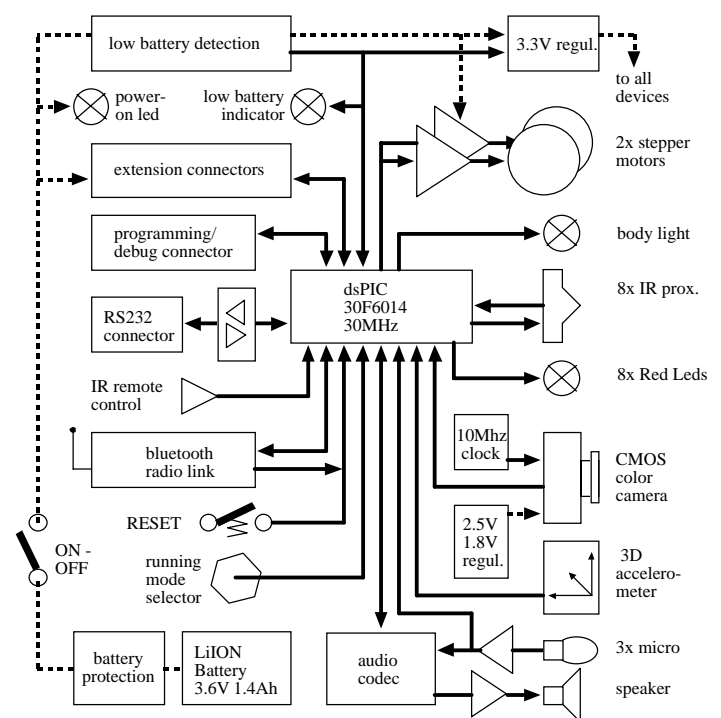 low battery detection
3.3V regul.
to all
devices
power-
on led
low battery
indicator
2x stepper
motors
extension connectors
programming/
debug connector
body light
dsPIC
30F6014
30MHz
8x IR prox.
RS232
connector
IR remote
control
8x Red Leds
10Mhz
clock
bluetooth
radio link
CMOS
color
camera
RESET
2.5V
1.8V
regul.
ON -
OFF
running
mode
selector
3D
accelero-
meter
battery
protection
LiION
Battery
3.6V 1.4Ah
audio
codec
3x micro
speaker